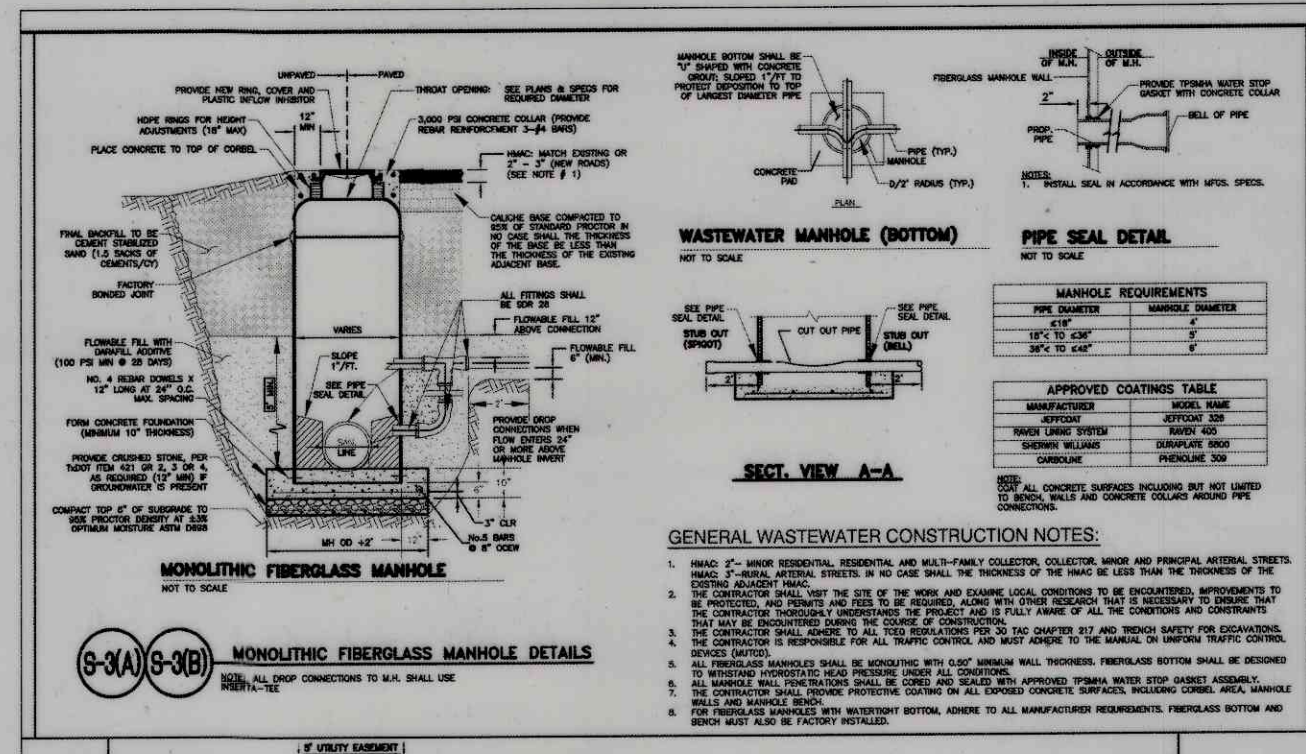 UNPAVED
PAVED
PROVIDE NEW RING, COVER AND
PLASTIC INFLOW INHIBITOR
HDPE RINGS FOR HEIGHT
ADJUSTMENTS (18" MAX)
PLACE CONCRETE TO TOP OF CORBEL
12"
MIN
THROAT OPENING: SEE PLANS & SPECS FOR
REQUIRED DIAMETER
3,000 PSI CONCRETE COLLAR (PROVIDE
REBAR REINFORCEMENT 3-#4 BARS)
HMAC: MATCH EXISTING OR
2" - 3" (NEW ROADS)
(SEE NOTE # 1)
CALICHE BASE COMPACTED TO
95% OF STANDARD PROCTOR IN
NO CASE SHALL THE THICKNESS
OF THE BASE BE LESS THAN
THE THICKNESS OF THE EXISTING
ADJACENT BASE.
FINAL BACKFILL TO BE
CEMENT STABILIZED
SAND (1.5 SACKS OF
CEMENTS/CY)
FACTORY
BONDED JOINT
ALL FITTINGS SHALL
BE SDR 26
FLOWABLE FILL 12"
ABOVE CONNECTION
FLOWABLE FILL
6" (MIN.)
VARIES
FLOWABLE FILL WITH
DARAFILL ADDITIVE
(100 PSI MIN @ 28 DAYS)
SLOPE
1"/FT.
NO. 4 REBAR DOWELS X
12" LONG AT 24" O.C.
MAX. SPACING
5' MIN.
SEE PIPE
SEAL DETAIL
FORM CONCRETE FOUNDATION
(MINIMUM 10" THICKNESS)
SAN.
LINE
2'
PROVIDE DROP
CONNECTIONS WHEN
FLOW ENTERS 24"
OR MORE ABOVE
MANHOLE INVERT
PROVIDE CRUSHED STONE, PER
TxDOT ITEM 421 GR 2, 3 OR 4,
AS REQUIRED (12" MIN) IF
GROUNDWATER IS PRESENT
COMPACT TOP 6" OF SUBGRADE TO
95% PROCTOR DENSITY AT ±3%
OPTIMUM MOISTURE ASTM D698
6"
10"
3" CLR
MH OD +2'
12"
No.5 BARS
@ 8" OCEW
MONOLITHIC FIBERGLASS MANHOLE
NOT TO SCALE
S-3(A) S-3(B) MONOLITHIC FIBERGLASS MANHOLE DETAILS
NOTE: ALL DROP CONNECTIONS TO M.H. SHALL USE
INSERTA-TEE
MANHOLE BOTTOM SHALL BE
"U" SHAPED WITH CONCRETE
GROUT; SLOPED 1"/FT TO
PROTECT DEPOSITION TO TOP
OF LARGEST DIAMETER PIPE
PIPE (TYP.)
MANHOLE
CONCRETE
PAD
D/2' RADIUS (TYP.)
PLAN
WASTEWATER MANHOLE (BOTTOM)
NOT TO SCALE
INSIDE
OF M.H.
OUTSIDE
OF M.H.
FIBERGLASS MANHOLE WALL
2"
PROVIDE TPSMHA WATER STOP
GASKET WITH CONCRETE COLLAR
BELL OF PIPE
PROP.
PIPE
NOTES:
1. INSTALL SEAL IN ACCORDANCE WITH MFGS. SPECS.
PIPE SEAL DETAIL
NOT TO SCALE
SEE PIPE
SEAL DETAIL
STUB OUT
(SPIGOT)
CUT OUT PIPE
SEE PIPE
SEAL DETAIL
STUB OUT
(BELL)
2'
2'
SECT. VIEW A-A
MANHOLE REQUIREMENTS
PIPE DIAMETER MANHOLE DIAMETER
≤18" 4'
18"< TO ≤36" 5'
36"< TO ≤42" 6'
APPROVED COATINGS TABLE
MANUFACTURER MODEL NAME
JEFFCOAT JEFFCOAT 328
RAVEN LINING SYSTEM RAVEN 405
SHERWIN WILLIAMS DURAPLATE 6800
CARBOLINE PHENOLINE 309
NOTE:
COAT ALL CONCRETE SURFACES INCLUDING BUT NOT LIMITED
TO BENCH, WALLS AND CONCRETE COLLARS AROUND PIPE
CONNECTIONS.
GENERAL WASTEWATER CONSTRUCTION NOTES:
1. HMAC: 2"- MINOR RESIDENTIAL, RESIDENTIAL AND MULTI-FAMILY COLLECTOR, COLLECTOR, MINOR AND PRINCIPAL ARTERIAL STREETS.
HMAC: 3"-RURAL ARTERIAL STREETS. IN NO CASE SHALL THE THICKNESS OF THE HMAC BE LESS THAN THE THICKNESS OF THE
EXISTING ADJACENT HMAC.
2. THE CONTRACTOR SHALL VISIT THE SITE OF THE WORK AND EXAMINE LOCAL CONDITIONS TO BE ENCOUNTERED, IMPROVEMENTS TO
BE PROTECTED, AND PERMITS AND FEES TO BE REQUIRED, ALONG WITH OTHER RESEARCH THAT IS NECESSARY TO ENSURE THAT
THE CONTRACTOR THOROUGHLY UNDERSTANDS THE PROJECT AND IS FULLY AWARE OF ALL THE CONDITIONS AND CONSTRAINTS
THAT MAY BE ENCOUNTERED DURING THE COURSE OF CONSTRUCTION.
3. THE CONTRACTOR SHALL ADHERE TO ALL TCEQ REGULATIONS PER 30 TAC CHAPTER 217 AND TRENCH SAFETY FOR EXCAVATIONS.
4. THE CONTRACTOR IS RESPONSIBLE FOR ALL TRAFFIC CONTROL AND MUST ADHERE TO THE MANUAL ON UNIFORM TRAFFIC CONTROL
DEVICES (MUTCD).
5. ALL FIBERGLASS MANHOLES SHALL BE MONOLITHIC WITH 0.50" MINIMUM WALL THICKNESS. FIBERGLASS BOTTOM SHALL BE DESIGNED
TO WITHSTAND HYDROSTATIC HEAD PRESSURE UNDER ALL CONDITIONS.
6. ALL MANHOLE WALL PENETRATIONS SHALL BE CORED AND SEALED WITH APPROVED TPSMHA WATER STOP GASKET ASSEMBLY.
7. THE CONTRACTOR SHALL PROVIDE PROTECTIVE COATING ON ALL EXPOSED CONCRETE SURFACES, INCLUDING CORBEL AREA, MANHOLE
WALLS AND MANHOLE BENCH.
8. FOR FIBERGLASS MANHOLES WITH WATERTIGHT BOTTOM, ADHERE TO ALL MANUFACTURER REQUIREMENTS. FIBERGLASS BOTTOM AND
BENCH MUST ALSO BE FACTORY INSTALLED.
5' UTILITY EASEMENT